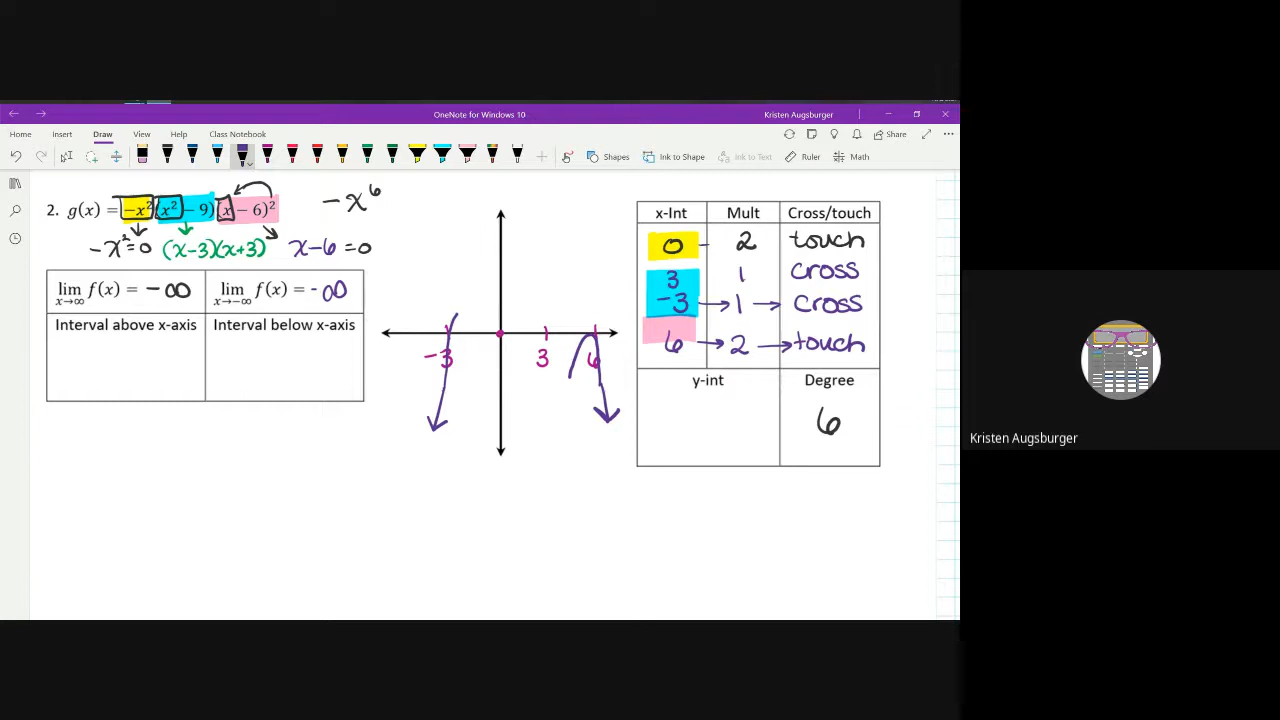 OneNote for Windows 10
Kristen Augsburger
Home Insert Draw View Help Class Notebook
Share
Shapes Ink to Shape Ink to Text Ruler Math
2. g(x) = −x²(x² − 9)(x − 6)²
−x⁶
−x²=0 (x−3)(x+3) x−6 =0
lim x→∞ f(x) = −∞
lim x→−∞ f(x) = -∞
Interval above x-axis
Interval below x-axis
−3 3 6
x-Int Mult Cross/touch
0 2 touch
3 1 cross
−3 1 cross
6 2 touch
y-int Degree
6
Kristen Augsburger